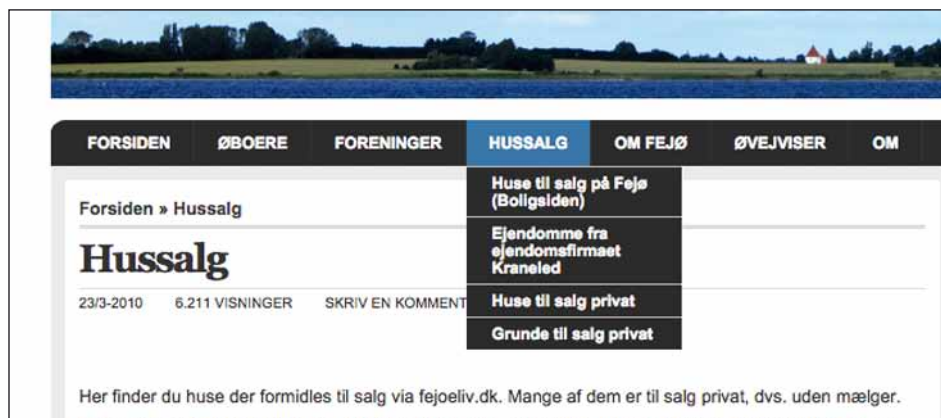 FORSIDEN ØBOERE FORENINGER HUSSALG OM FEJØ ØVEJVISER OM
Huse til salg på Fejø
(Boligsiden)
Ejendomme fra
ejendomsfirmaet
Kraneled
Huse til salg privat
Grunde til salg privat
Forsiden » Hussalg
Hussalg
23/3-2010 6.211 VISNINGER SKRIV EN KOMMENT
Her finder du huse der formidles til salg via fejoeliv.dk. Mange af dem er til salg privat, dvs. uden mælger.